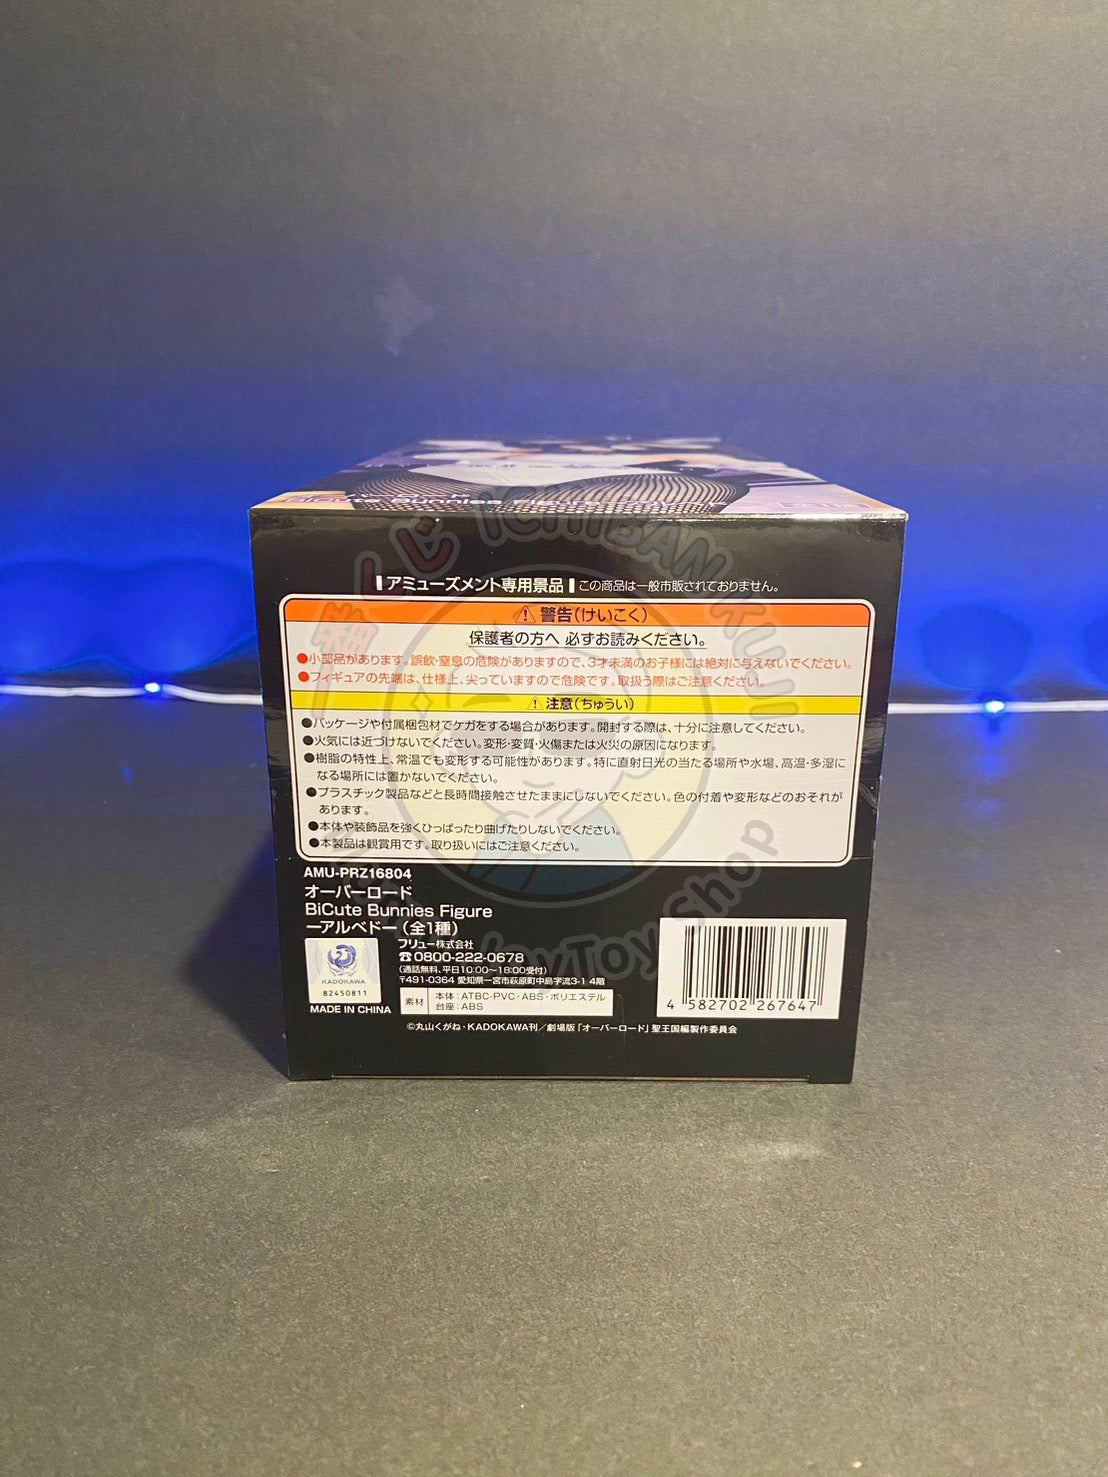 BiCute Bunnies Figure
ICHIBAN KUJI
アミューズメント専用景品 この商品は一般市販されておりません。
警告(けいこく)
保護者の方へ 必ずお読みください。
●小部品があります。誤飲・窒息の危険がありますので、3才未満のお子様には絶対に与えないでください。
●フィギュアの先端は、仕様上、尖っていますので危険です。取扱う際はご注意ください。
注意(ちゅうい)
●パッケージや付属梱包材でケガをする場合があります。開封する際は、十分に注意してください。
●火気には近づけないでください。変形・変質・火傷または火災の原因になります。
●樹脂の特性上、常温でも変形する可能性があります。特に直射日光の当たる場所や水場、高温・多湿に
なる場所には置かないでください。
●プラスチック製品などと長時間接触させたままにしないでください。色の付着や変形などのおそれが
あります。
●本体や装飾品を強くひっぱったり曲げたりしないでください。
●本製品は観賞用です。取り扱いにはご注意ください。
AMU-PRZ16804
オーバーロード
BiCute Bunnies Figure
ーアルベドー(全1種)
フリュー株式会社
☎0800-222-0678
(通話無料、平日10:00〜18:00受付)
〒491-0364 愛知県一宮市萩原町中島字流3-1 4階
KADOKAWA
82450811
MADE IN CHINA
素材
本体:ATBC-PVC・ABS・ポリエステル
台座:ABS
4 582702 267647
©丸山くがね・KADOKAWA刊/劇場版「オーバーロード」聖王国編製作委員会
JoyToy Shop